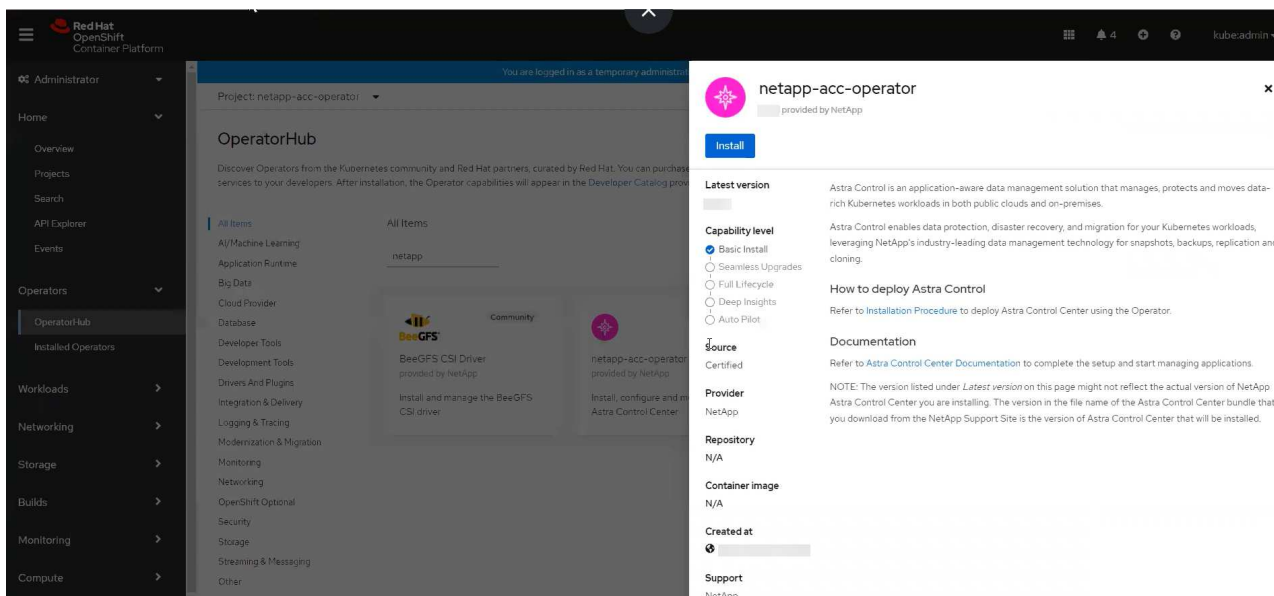 Red Hat
OpenShift
Container Platform
4
kube:admin
Administrator
Home
Overview
Projects
Search
API Explorer
Events
Operators
OperatorHub
Installed Operators
Workloads
Networking
Storage
Builds
Monitoring
Compute
You are logged in as a temporary administrat
Project: netapp-acc-operator
OperatorHub
Discover Operators from the Kubernetes community and Red Hat partners, curated by Red Hat. You can purchase
services to your developers. After installation, the Operator capabilities will appear in the Developer Catalog prov
All Items
AI/Machine Learning
Application Runtime
Big Data
Cloud Provider
Database
Developer Tools
Development Tools
Drivers And Plugins
Integration & Delivery
Logging & Tracing
Modernization & Migration
Monitoring
Networking
OpenShift Optional
Security
Storage
Streaming & Messaging
Other
All Items
netapp
Community
BeeGFS
BeeGFS CSI Driver
provided by NetApp
Install and manage the BeeGFS
CSI driver
netapp-acc-operator
provided by NetApp
Install, configure and m
Astra Control Center
netapp-acc-operator
provided by NetApp
Install
Latest version
Capability level
Basic Install
Seamless Upgrades
Full Lifecycle
Deep Insights
Auto Pilot
Source
Certified
Provider
NetApp
Repository
N/A
Container image
N/A
Created at
Support
NetApp
Astra Control is an application-aware data management solution that manages, protects and moves data-
rich Kubernetes workloads in both public clouds and on-premises.
Astra Control enables data protection, disaster recovery, and migration for your Kubernetes workloads,
leveraging NetApp's industry-leading data management technology for snapshots, backups, replication and
cloning.
How to deploy Astra Control
Refer to Installation Procedure to deploy Astra Control Center using the Operator.
Documentation
Refer to Astra Control Center Documentation to complete the setup and start managing applications.
NOTE: The version listed under Latest version on this page might not reflect the actual version of NetApp
Astra Control Center you are installing. The version in the file name of the Astra Control Center bundle that
you download from the NetApp Support Site is the version of Astra Control Center that will be installed.